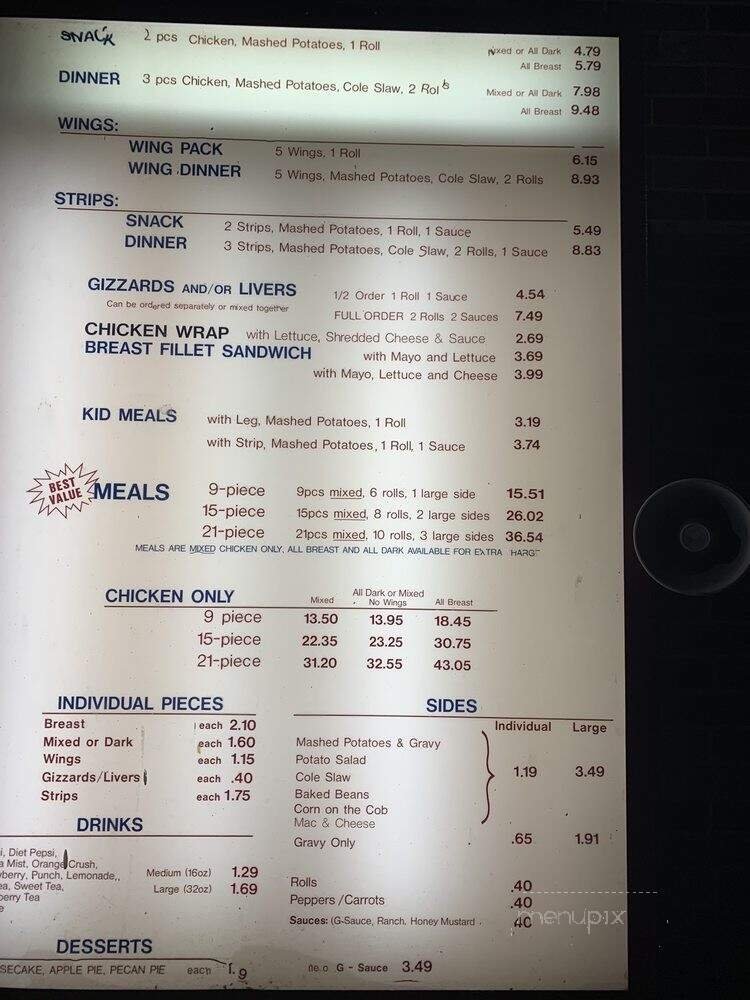 SNACK 2 pcs Chicken, Mashed Potatoes, 1 Roll Mixed or All Dark 4.79
All Breast 5.79
DINNER 3 pcs Chicken, Mashed Potatoes, Cole Slaw, 2 Rolls Mixed or All Dark 7.98
All Breast 9.48
WINGS:
WING PACK 5 Wings, 1 Roll 6.15
WING DINNER 5 Wings, Mashed Potatoes, Cole Slaw, 2 Rolls 8.93
STRIPS:
SNACK 2 Strips, Mashed Potatoes, 1 Roll, 1 Sauce 5.49
DINNER 3 Strips, Mashed Potatoes, Cole Slaw, 2 Rolls, 1 Sauce 8.83
GIZZARDS AND/OR LIVERS 1/2 Order 1 Roll 1 Sauce 4.54
Can be ordered separately or mixed together
FULL ORDER 2 Rolls 2 Sauces 7.49
CHICKEN WRAP with Lettuce, Shredded Cheese & Sauce 2.69
BREAST FILLET SANDWICH with Mayo and Lettuce 3.69
with Mayo, Lettuce and Cheese 3.99
KID MEALS with Leg, Mashed Potatoes, 1 Roll 3.19
with Strip, Mashed Potatoes, 1 Roll, 1 Sauce 3.74
BEST
VALUE
MEALS 9-piece 9pcs mixed, 6 rolls, 1 large side 15.51
15-piece 15pcs mixed, 8 rolls, 2 large sides 26.02
21-piece 21pcs mixed, 10 rolls, 3 large sides 36.54
MEALS ARE MIXED CHICKEN ONLY, ALL BREAST AND ALL DARK AVAILABLE FOR EXTRA HARG
CHICKEN ONLY Mixed All Dark or Mixed No Wings All Breast
9 piece 13.50 13.95 18.45
15-piece 22.35 23.25 30.75
21-piece 31.20 32.55 43.05
INDIVIDUAL PIECES
Breast each 2.10
Mixed or Dark each 1.60
Wings each 1.15
Gizzards/Livers each .40
Strips each 1.75
DRINKS
i, Diet Pepsi,
a Mist, Orange Crush,
yberry, Punch, Lemonade,, Medium (16oz) 1.29
ea, Sweet Tea, Large (32oz) 1.69
berry Tea
e
DESSERTS
SECAKE, APPLE PIE, PECAN PIE each 1. 9
SIDES
Individual Large
Mashed Potatoes & Gravy
Potato Salad
Cole Slaw 1.19 3.49
Baked Beans
Corn on the Cob
Mac & Cheese
Gravy Only .65 1.91
Rolls .40
Peppers/Carrots .40
Sauces: (G-Sauce, Ranch, Honey Mustard .40
G - Sauce 3.49
menupix